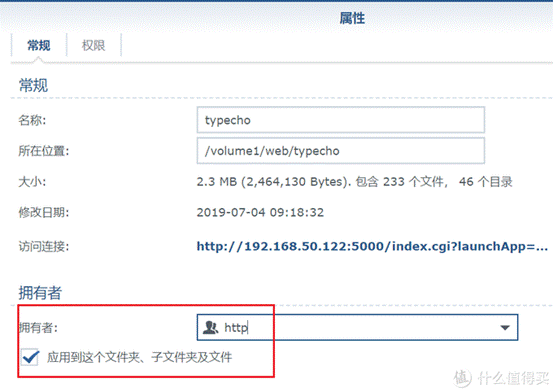 属性
常规 权限
常规
名称: typecho
所在位置: /volume1/web/typecho
大小: 2.3 MB (2,464,130 Bytes). 包含 233 个文件， 46 个目录
修改日期: 2019-07-04 09:18:32
访问连接: http://192.168.50.122:5000/index.cgi?launchApp=...
拥有者
拥有者: http
应用到这个文件夹、子文件夹及文件
值 什么值得买